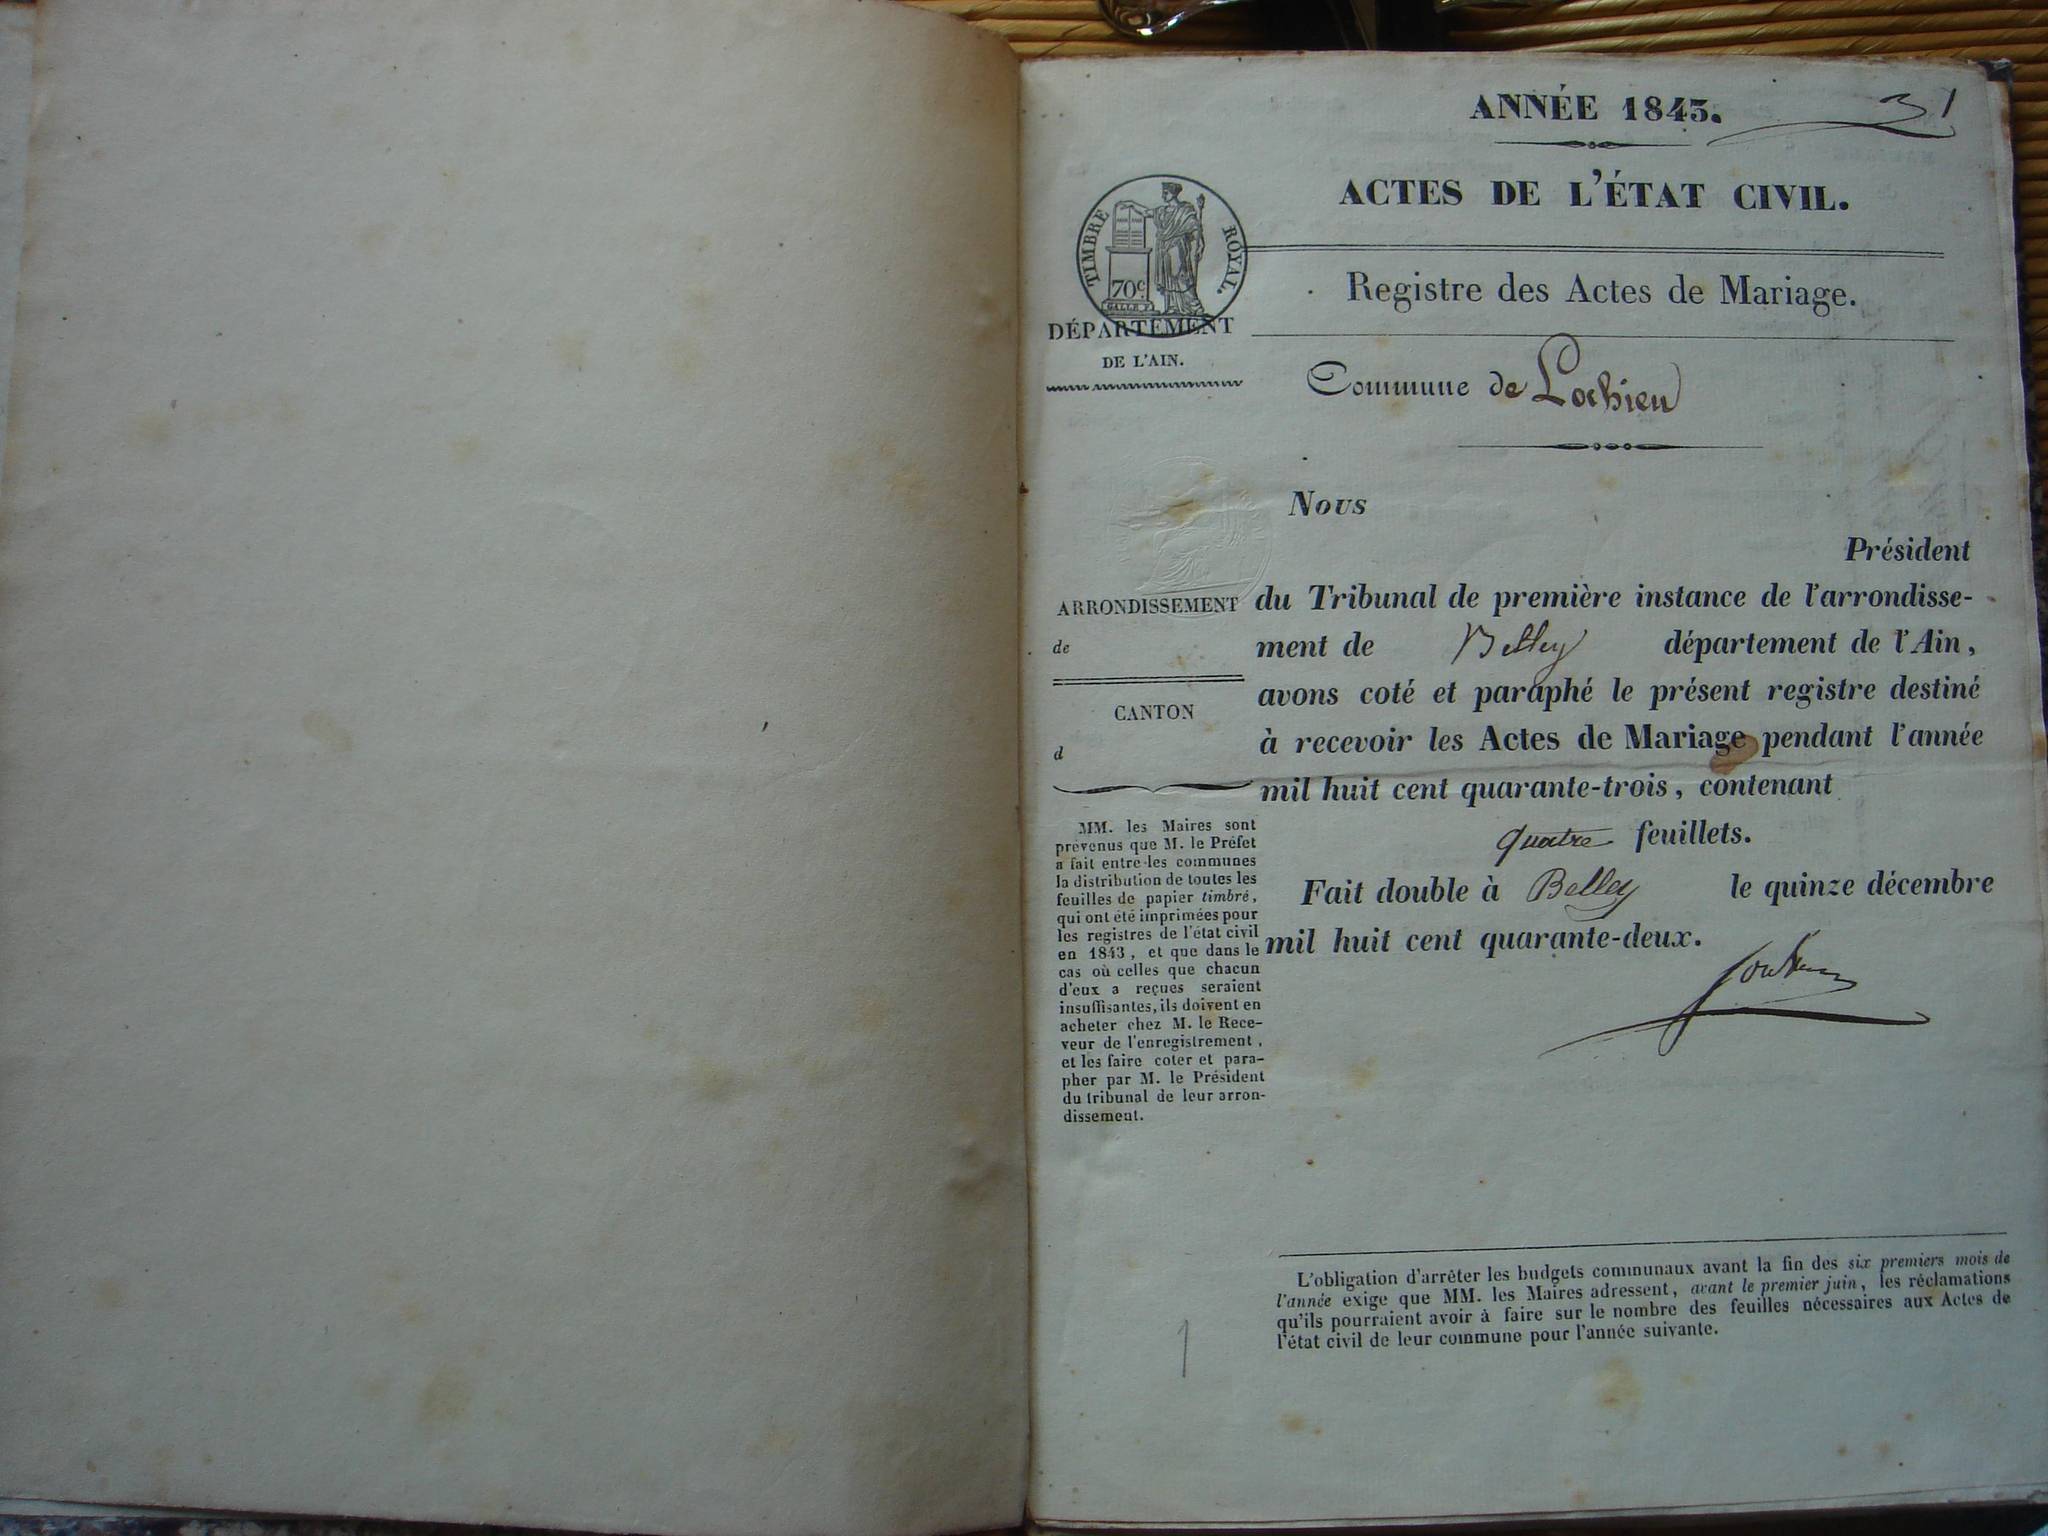 ANNÉE 1843.
31
ACTES DE L'ÉTAT CIVIL.
TIMBRE ROYAL.
70c
GALLE F.
DÉPARTEMENT
DE L'AIN.
Registre des Actes de Mariage.
Commune de Lochieu
Nous
Président
du Tribunal de première instance de l'arrondisse-
ment de Belley département de l'Ain,
avons coté et paraphé le présent registre destiné
à recevoir les Actes de Mariage pendant l'année
mil huit cent quarante-trois, contenant
quatre feuillets.
Fait double à Belley le quinze décembre
mil huit cent quarante-deux.
ARRONDISSEMENT
de
CANTON
d
MM. les Maires sont
prévenus que M. le Préfet
a fait entre les communes
la distribution de toutes les
feuilles de papier timbré,
qui ont été imprimées pour
les registres de l'état civil
en 1843, et que dans le
cas où celles que chacun
d'eux a reçues seraient
insuffisantes, ils doivent en
acheter chez M. le Rece-
veur de l'enregistrement,
et les faire coter et para-
pher par M. le Président
du tribunal de leur arron-
dissement.
L'obligation d'arrêter les budgets communaux avant la fin des six premiers mois de
l'année exige que MM. les Maires adressent, avant le premier juin, les réclamations
qu'ils pourraient avoir à faire sur le nombre des feuilles nécessaires aux Actes de
l'état civil de leur commune pour l'année suivante.
1